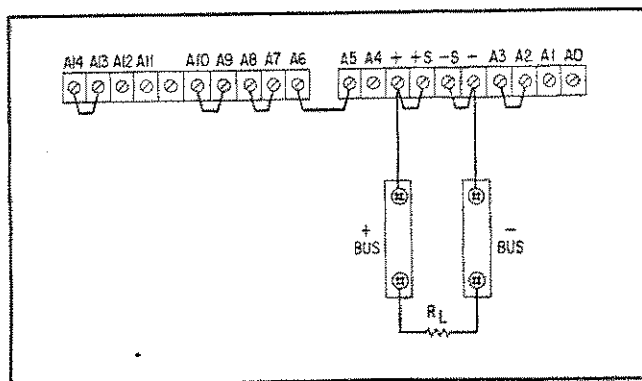 A14 A13 A12 A11 A10 A9 A8 A7 A6 A5 A4 + +S -S - A3 A2 A1 A0
+ BUS
- BUS
RL